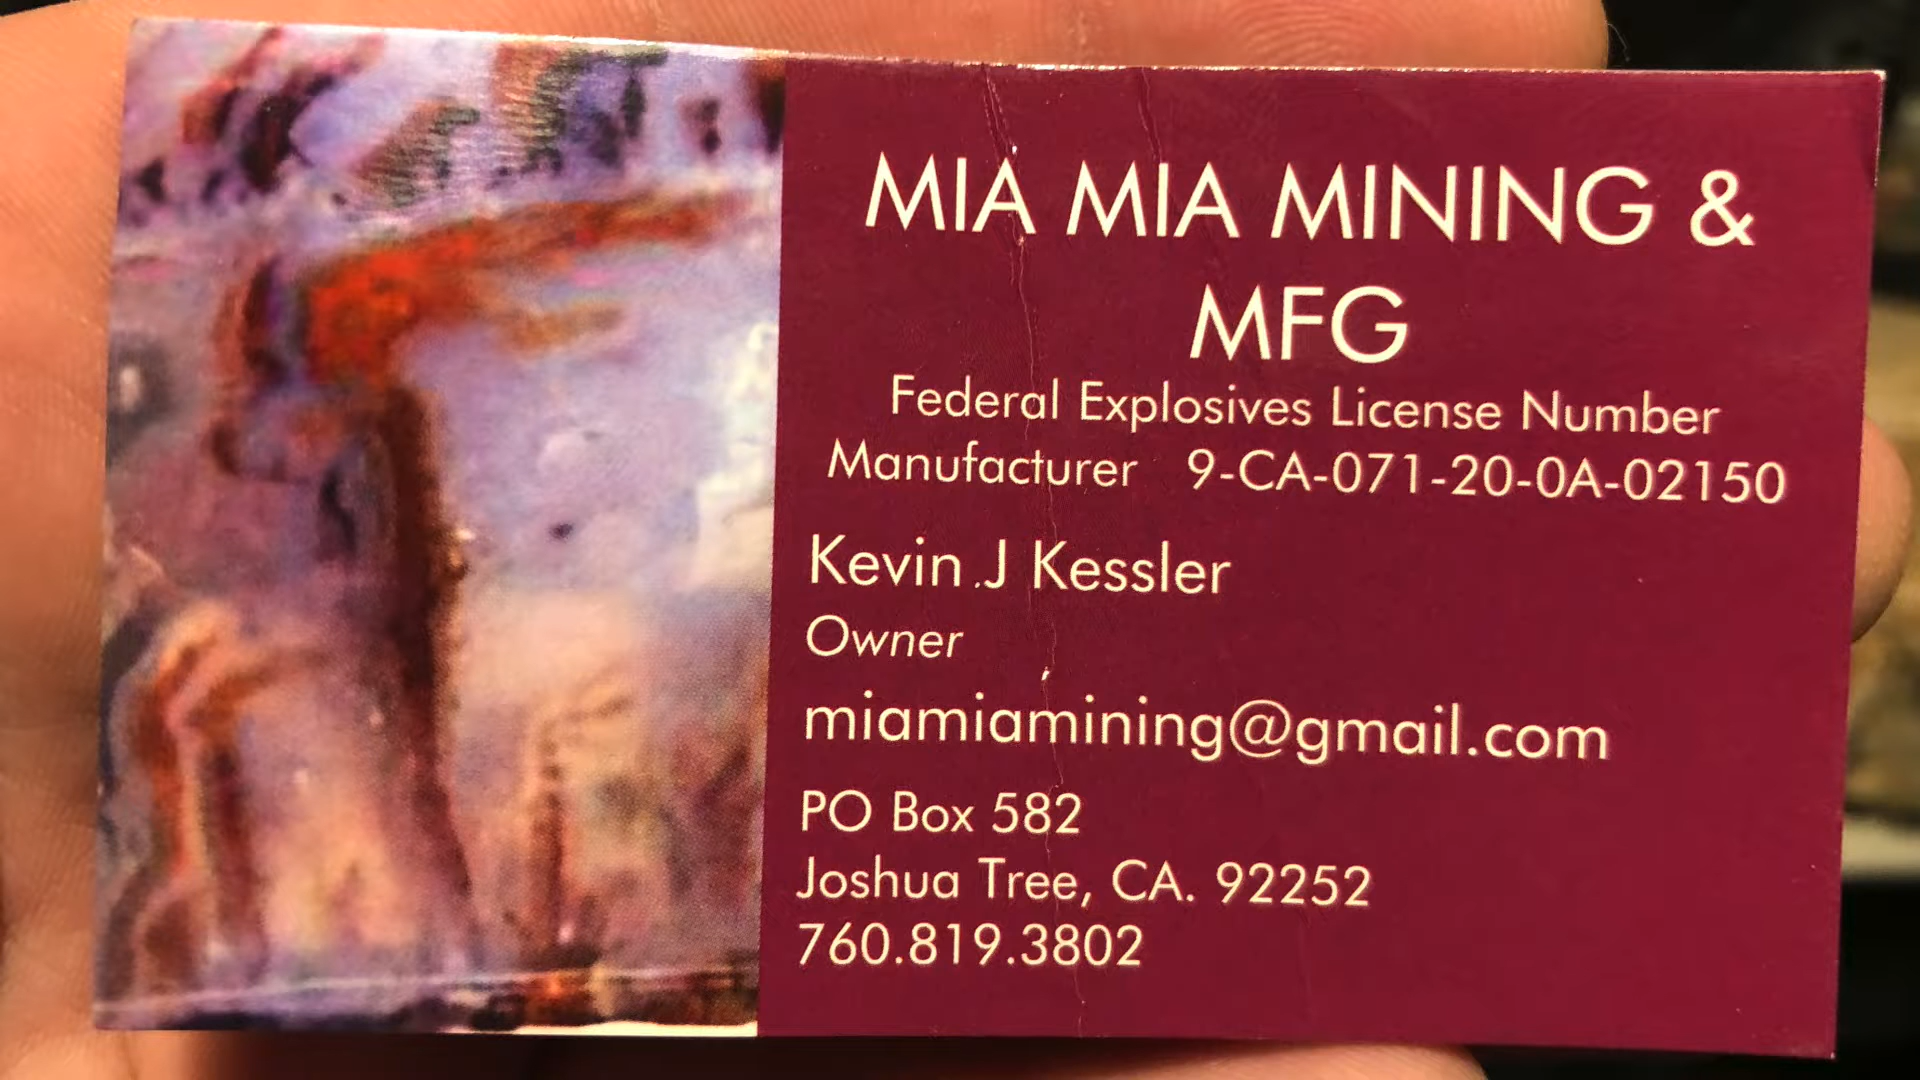 MIA MIA MINING &
MFG
Federal Explosives License Number
Manufacturer 9-CA-071-20-0A-02150
Kevin J Kessler
Owner
miamiamining@gmail.com
PO Box 582
Joshua Tree, CA. 92252
760.819.3802